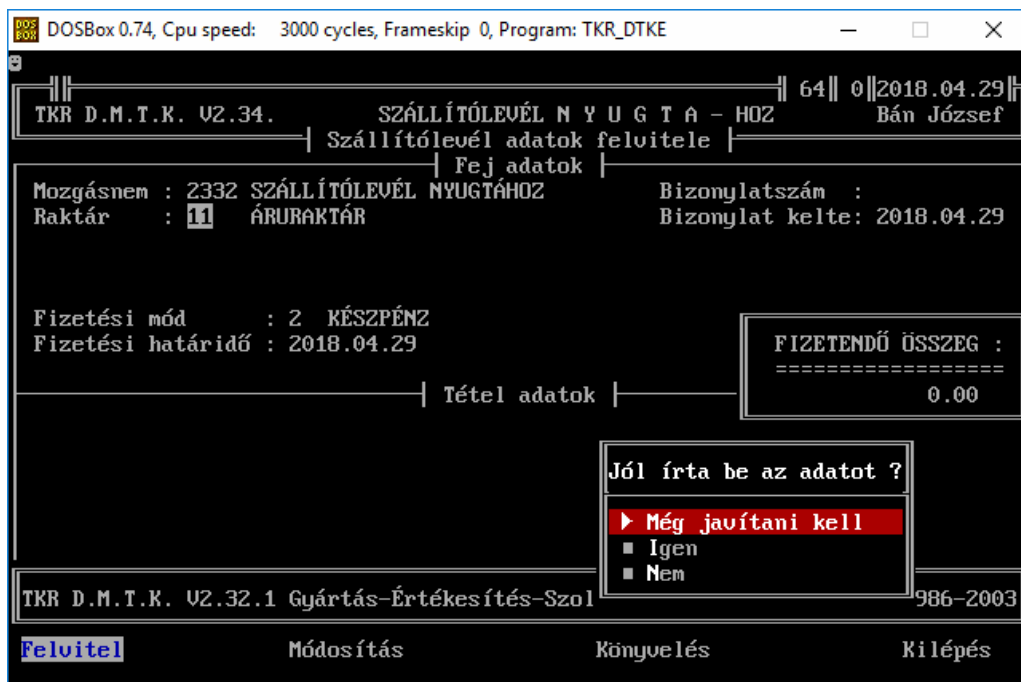 DOSBox 0.74, Cpu speed: 3000 cycles, Frameskip 0, Program: TKR_DTKE
64 0 2018.04.29
TKR D.M.T.K. V2.34. SZÁLLÍTÓLEVÉL N Y U G T A - HOZ Bán József
Szállítólevél adatok felvitele
Fej adatok
Mozgásnem : 2332 SZÁLLÍTÓLEVÉL NYUGTÁHOZ Bizonylatszám :
Raktár : 11 ÁRURAKTÁR Bizonylat kelte: 2018.04.29
Fizetési mód : 2 KÉSZPÉNZ
Fizetési határidő : 2018.04.29 FIZETENDŐ ÖSSZEG :
==================
Tétel adatok 0.00
Jól írta be az adatot ?
Még javítani kell
Igen
Nem
TKR D.M.T.K. V2.32.1 Gyártás-Értékesítés-Szol 986-2003
Felvitel Módosítás Könyvelés Kilépés